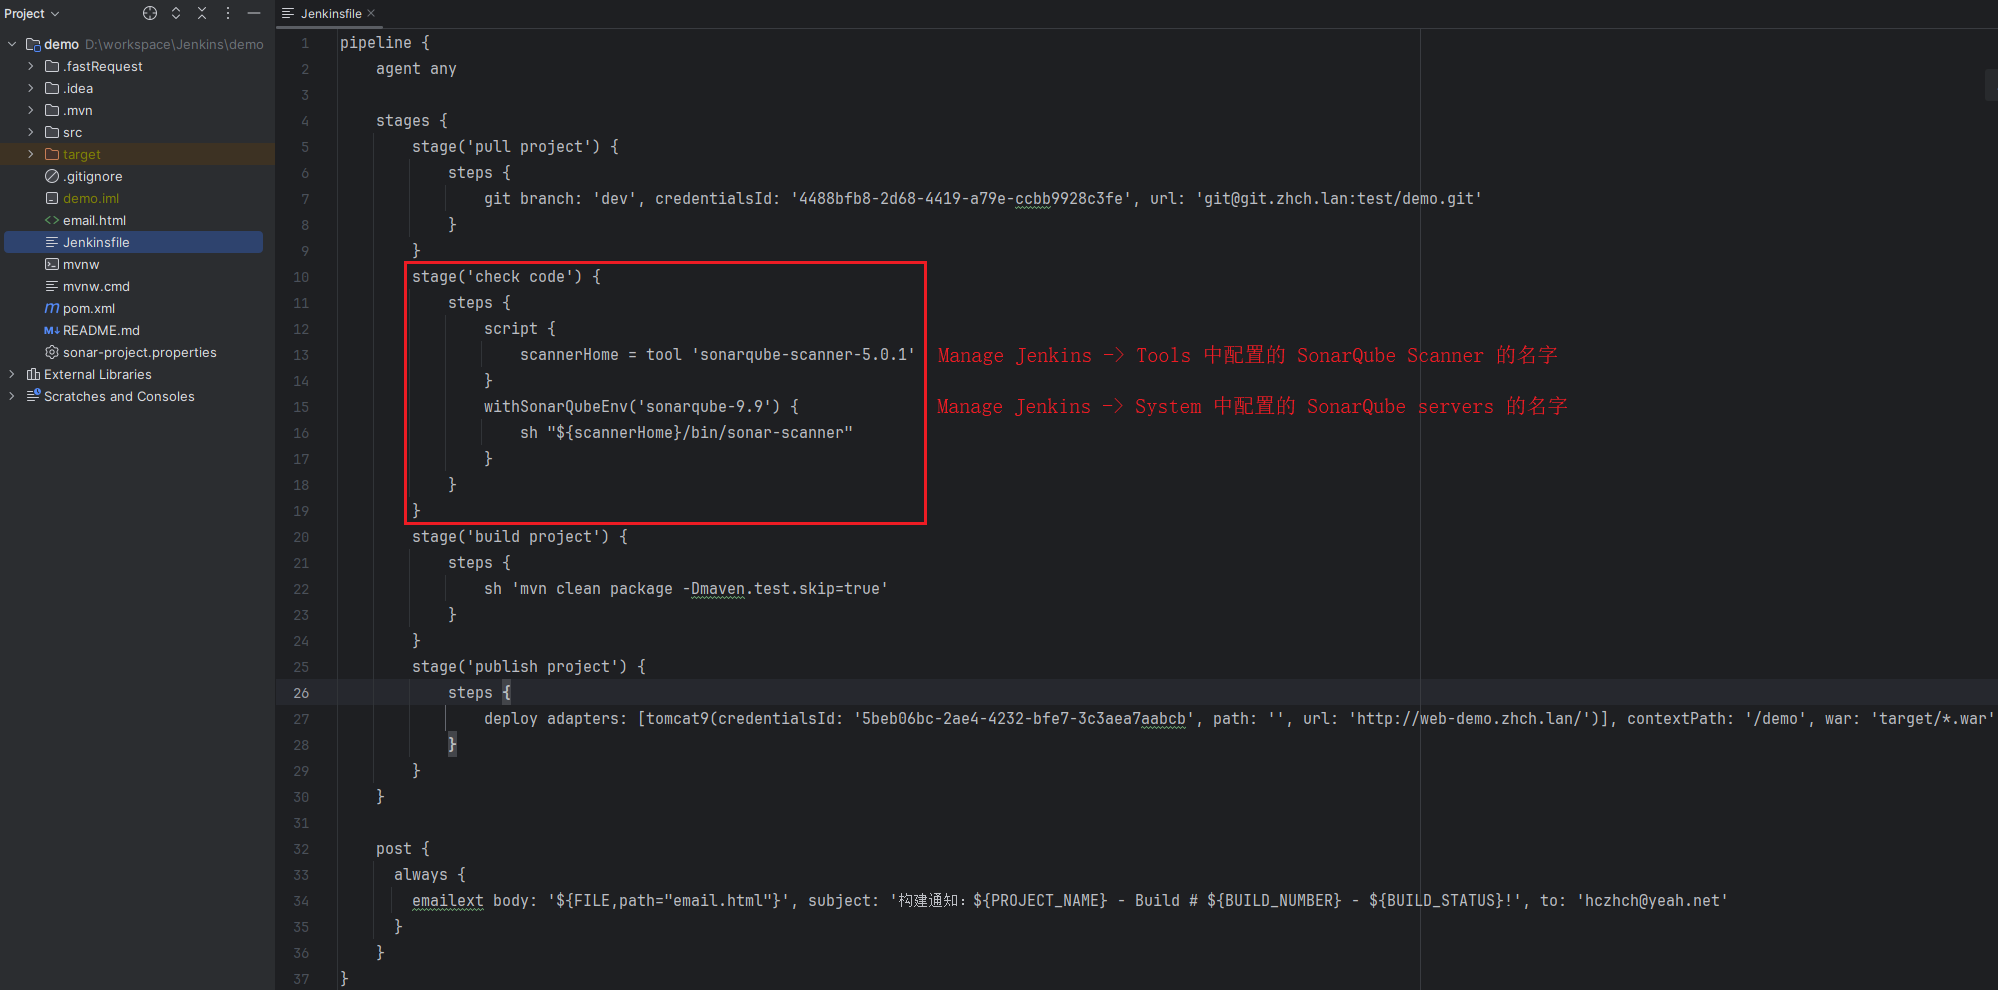 Project
demo D:\workspace\Jenkins\demo
.fastRequest
.idea
.mvn
src
target
.gitignore
demo.iml
<> email.html
Jenkinsfile
mvnw
mvnw.cmd
m pom.xml
M↓ README.md
sonar-project.properties
External Libraries
Scratches and Consoles
Jenkinsfile
1 pipeline {
2     agent any
3
4     stages {
5         stage('pull project') {
6             steps {
7                 git branch: 'dev', credentialsId: '4488bfb8-2d68-4419-a79e-ccbb9928c3fe', url: 'git@git.zhch.lan:test/demo.git'
8             }
9         }
10         stage('check code') {
11             steps {
12                 script {
13                     scannerHome = tool 'sonarqube-scanner-5.0.1' Manage Jenkins -> Tools 中配置的 SonarQube Scanner 的名字
14                 }
15                 withSonarQubeEnv('sonarqube-9.9') { Manage Jenkins -> System 中配置的 SonarQube servers 的名字
16                     sh "${scannerHome}/bin/sonar-scanner"
17                 }
18             }
19         }
20         stage('build project') {
21             steps {
22                 sh 'mvn clean package -Dmaven.test.skip=true'
23             }
24         }
25         stage('publish project') {
26             steps {
27                 deploy adapters: [tomcat9(credentialsId: '5beb06bc-2ae4-4232-bfe7-3c3aea7aabcb', path: '', url: 'http://web-demo.zhch.lan/')], contextPath: '/demo', war: 'target/*.war'
28             }
29         }
30     }
31
32     post {
33       always {
34         emailext body: '${FILE,path="email.html"}', subject: '构建通知：${PROJECT_NAME} - Build # ${BUILD_NUMBER} - ${BUILD_STATUS}!', to: 'hczhch@yeah.net'
35       }
36     }
37 }